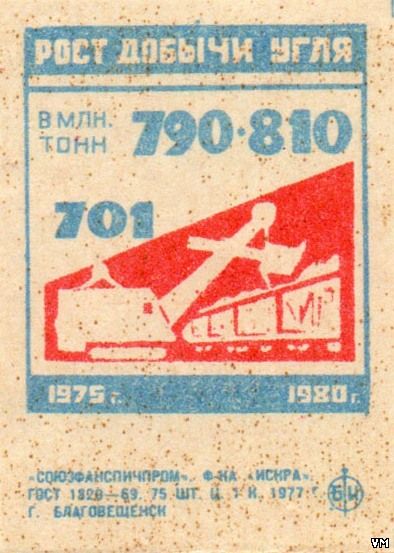 РОСТ ДОБЫЧИ УГЛЯ
В МЛН.
ТОНН
790·810
701
1975 г. 1980 г.
„СОЮЗФАНСПИЧПРОМ". Ф-КА „ИСКРА".
ГОСТ 1820—69. 75 ШТ. Ц. 1 К. 1977 Г.
Г. БЛАГОВЕЩЕНСК
VM